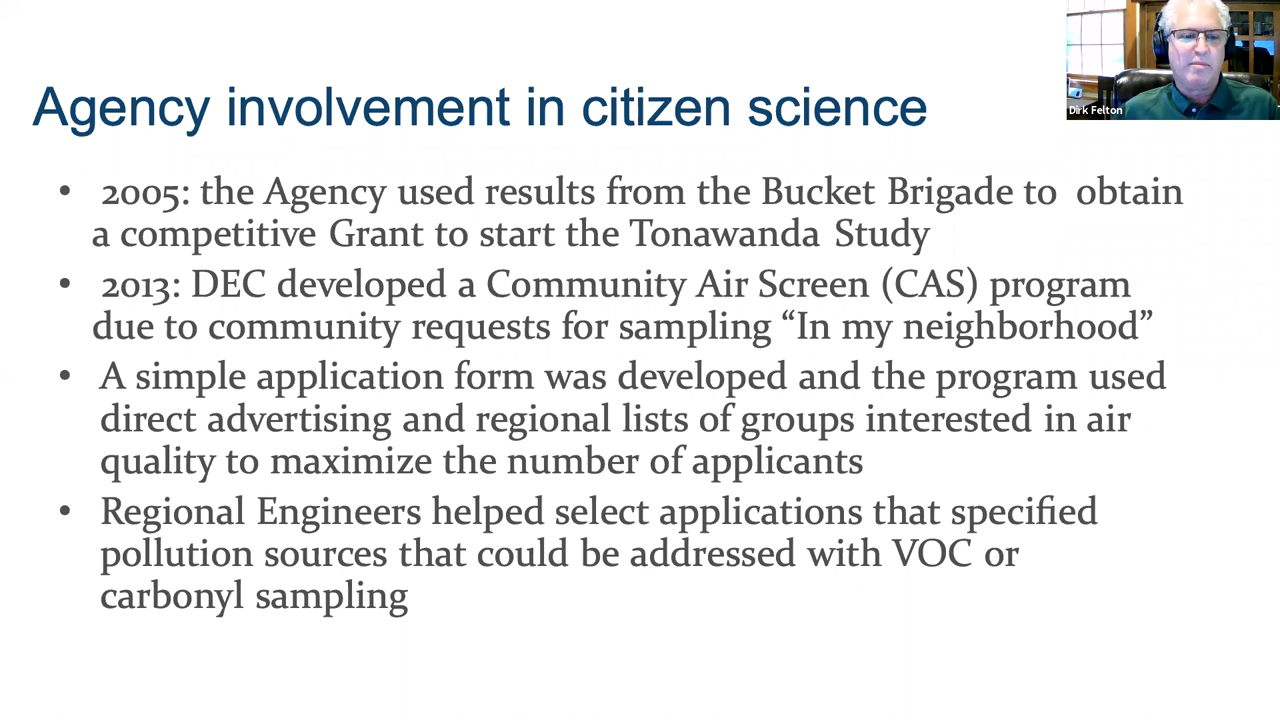 Agency involvement in citizen science
Dirk Felton
• 2005: the Agency used results from the Bucket Brigade to  obtain
a competitive Grant to start the Tonawanda Study
• 2013: DEC developed a Community Air Screen (CAS) program
due to community requests for sampling “In my neighborhood”
• A simple application form was developed and the program used
direct advertising and regional lists of groups interested in air
quality to maximize the number of applicants
• Regional Engineers helped select applications that specified
pollution sources that could be addressed with VOC or
carbonyl sampling